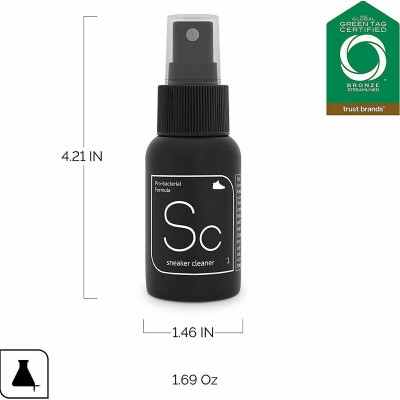 GLOBAL
GREEN TAG
CERTIFIED
BRONZE
trust brands™
4.21 IN
Pro-bacterial
Formula
Sc
sneaker cleaner
1
1.46 IN
1.69 Oz